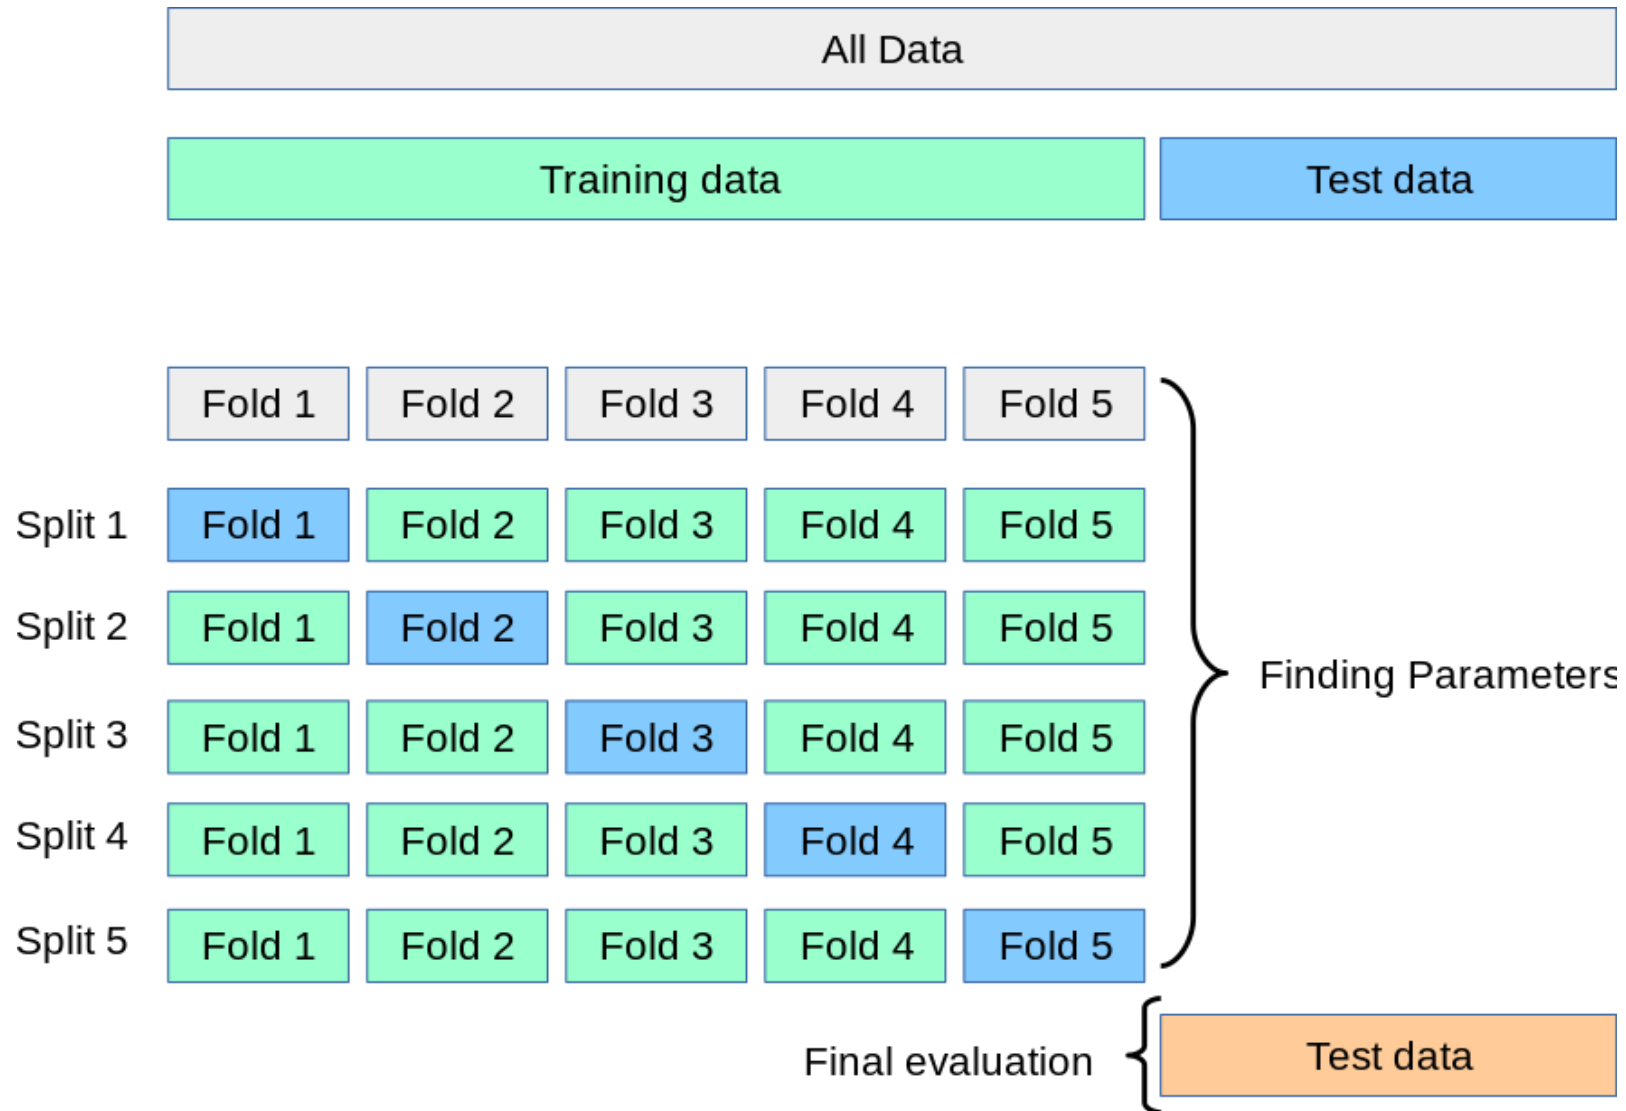 All Data
Training data Test data
Fold 1 Fold 2 Fold 3 Fold 4 Fold 5
Split 1 Fold 1 Fold 2 Fold 3 Fold 4 Fold 5
Split 2 Fold 1 Fold 2 Fold 3 Fold 4 Fold 5
Finding Parameters
Split 3 Fold 1 Fold 2 Fold 3 Fold 4 Fold 5
Split 4 Fold 1 Fold 2 Fold 3 Fold 4 Fold 5
Split 5 Fold 1 Fold 2 Fold 3 Fold 4 Fold 5
Final evaluation Test data